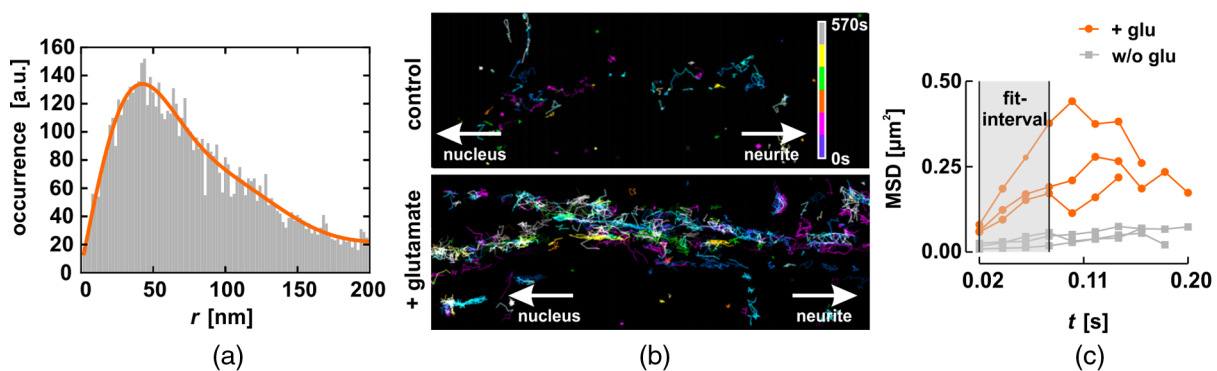 occurrence [a.u.]
160
140
120
100
80
60
40
20
0
0 50 100 150 200
r [nm]
(a)
control
+ glutamate
570s
0s
nucleus
neurite
nucleus
neurite
(b)
+ glu
w/o glu
MSD [µm²]
0.50
0.25
0.00
fit-
interval
0.02 0.11 0.20
t [s]
(c)